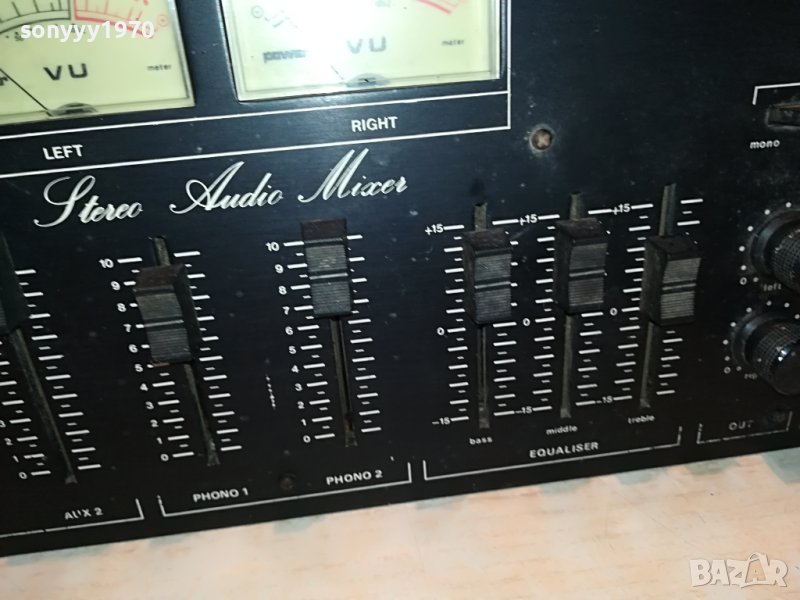 sonyyy1970
VU
meter
power
VU
meter
LEFT
RIGHT
Stereo Audio Mixer
mono
10
9
8
7
6
5
4
3
2
1
0
10
9
8
7
6
5
4
3
2
1
0
+15
0
-15
+15
0
-15
+15
0
-15
bass
middle
treble
EQUALISER
left
OUT
AUX 2
PHONO 1
PHONO 2
BAZAR